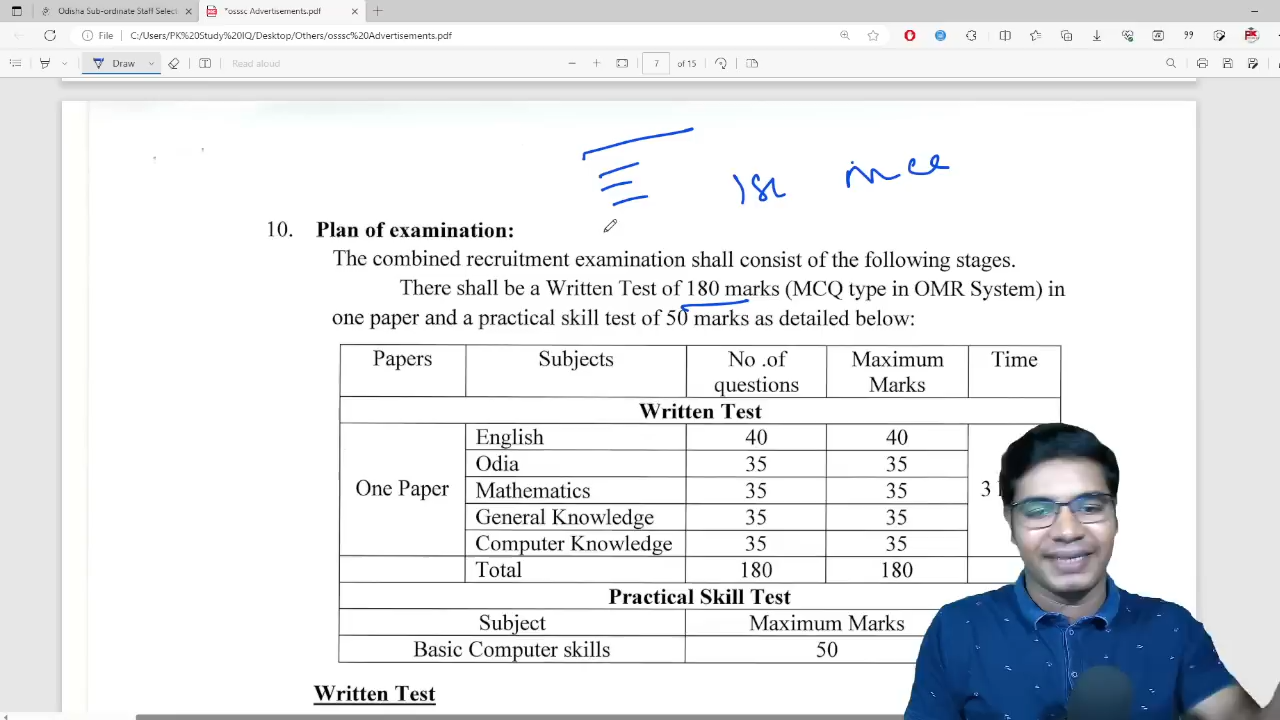 Odisha Sub-ordinate Staff Select
*osssc Advertisements.pdf
File
C:/Users/PK%20Study%20IQ/Desktop/Others/osssc%20Advertisements.pdf
Draw
Read aloud
7 of 15
1st
10. Plan of examination:
The combined recruitment examination shall consist of the following stages.
There shall be a Written Test of 180 marks (MCQ type in OMR System) in
one paper and a practical skill test of 50 marks as detailed below:
Papers Subjects No .of questions Maximum Marks Time
Written Test
One Paper
English 40 40
Odia 35 35
Mathematics 35 35
General Knowledge 35 35
Computer Knowledge 35 35
3
Total 180 180
Practical Skill Test
Subject Maximum Marks
Basic Computer skills 50
Written Test